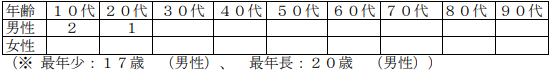 年齢 １０代 ２０代 ３０代 ４０代 ５０代 ６０代 ７０代 ８０代 ９０代
男性 ２ １
女性
（※ 最年少：１７歳 （男性）、 最年長：２０歳 （男性））